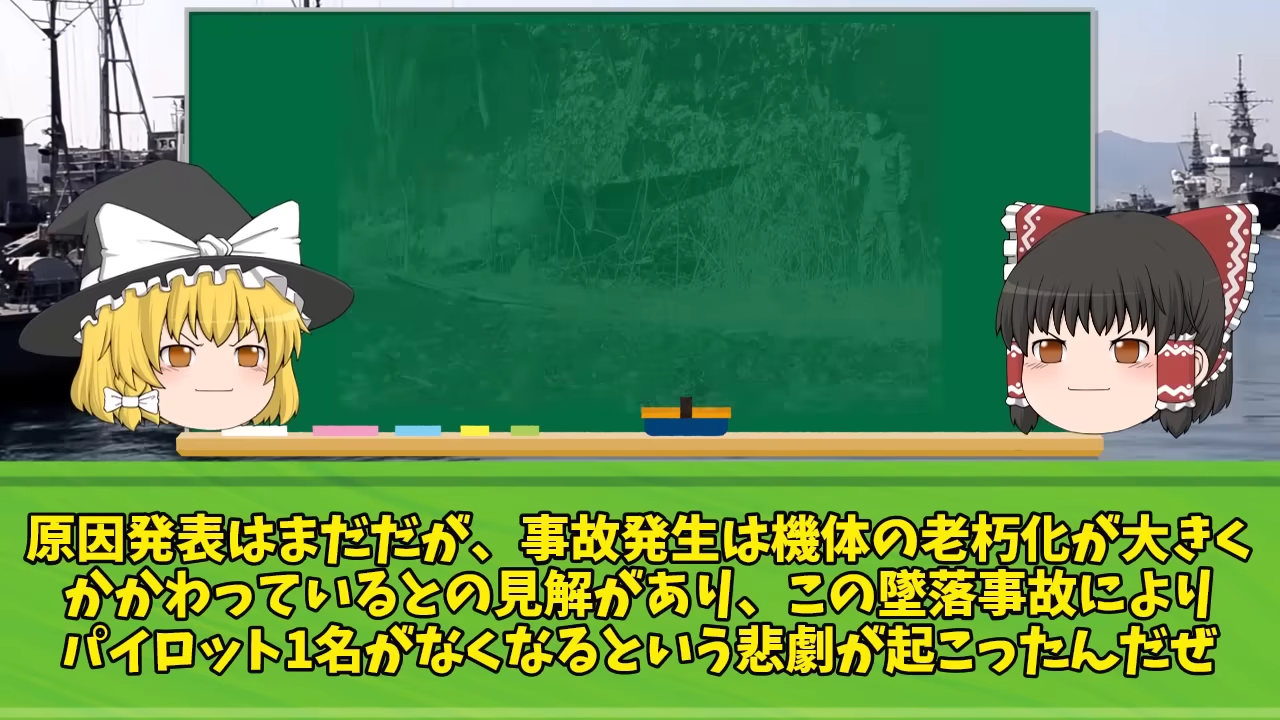 原因発表はまだだが、事故発生は機体の老朽化が大きく
かかわっているとの見解があり、この墜落事故により
パイロット1名がなくなるという悲劇が起こったんだぜ